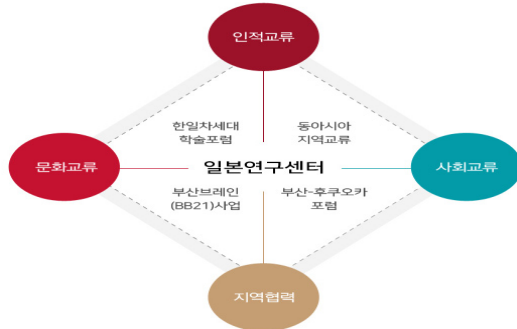 인적교류
한일차세대
학술포럼
동아시아
지역교류
문화교류
일본연구센터
사회교류
부산브레인
(BB21)사업
부산-후쿠오카
포럼
지역협력